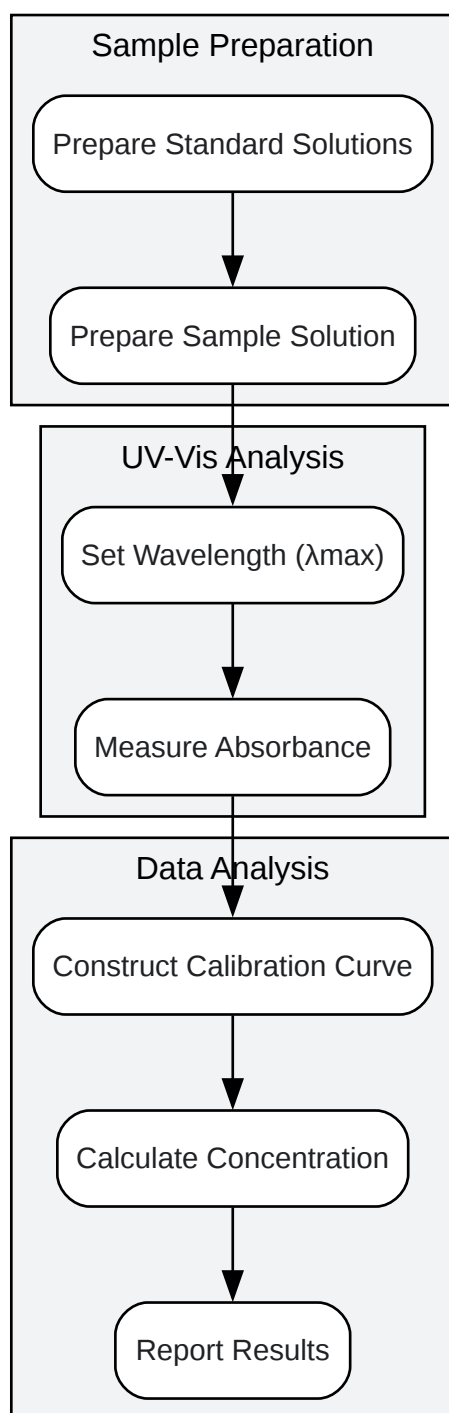 Sample Preparation
Prepare Standard Solutions
Prepare Sample Solution
UV-Vis Analysis
Set Wavelength (λmax)
Measure Absorbance
Data Analysis
Construct Calibration Curve
Calculate Concentration
Report Results